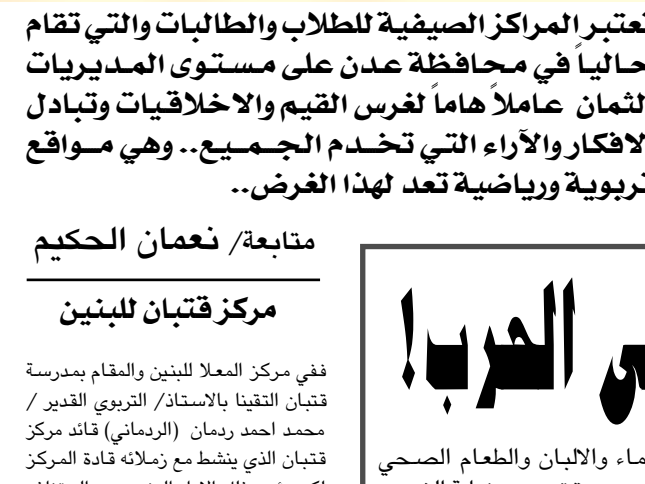 تعتبر المراكز الصيفية للطلاب والطالبات والتي تقام
حالياً في محافظة عدن على مستوى المديريات
الثمان عاملاً هاماً لغرس القيم والاخلاقيات وتبادل
الافكار والآراء التي تخدم الجميع.. وهي مواقع
تربوية ورياضية تعد لهذا الغرض..
متابعة/ نعمان الحكيم
مركز قتبان للبنين
ففي مركز المعلا للبنين والمقام بمدرسة
قتبان التقينا بالاستاذ/ التربوي القدير /
محمد احمد ردمان (الردماني) قائد مركز
قتبان الذي ينشط مع زملائه قادة المركز
الحرب!
ماء والالبان والطعام الصحي